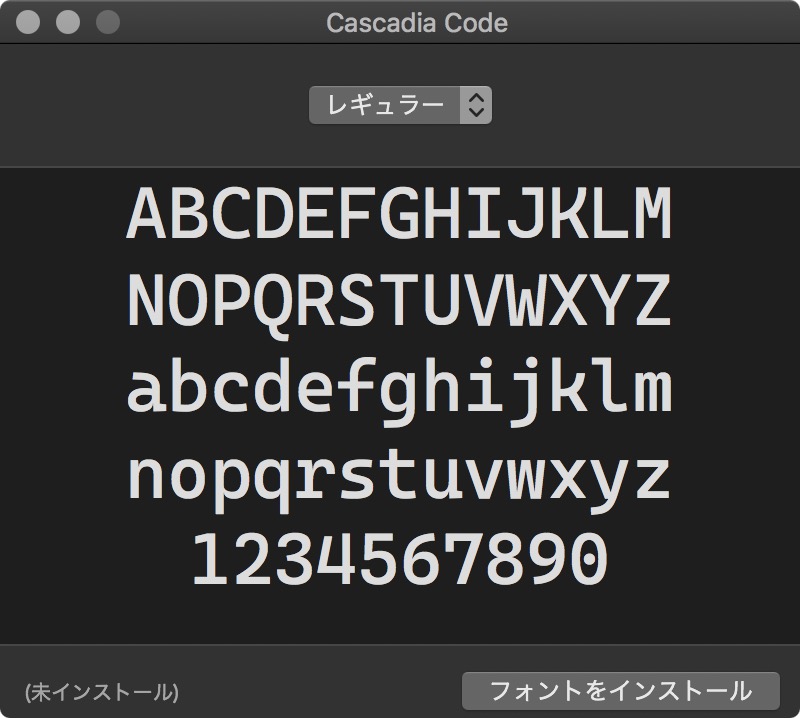 Cascadia Code
レギュラー
ABCDEFGHIJKLM
NOPQRSTUVWXYZ
abcdefghijklm
nopqrstuvwxyz
1234567890
(未インストール)
フォントをインストール